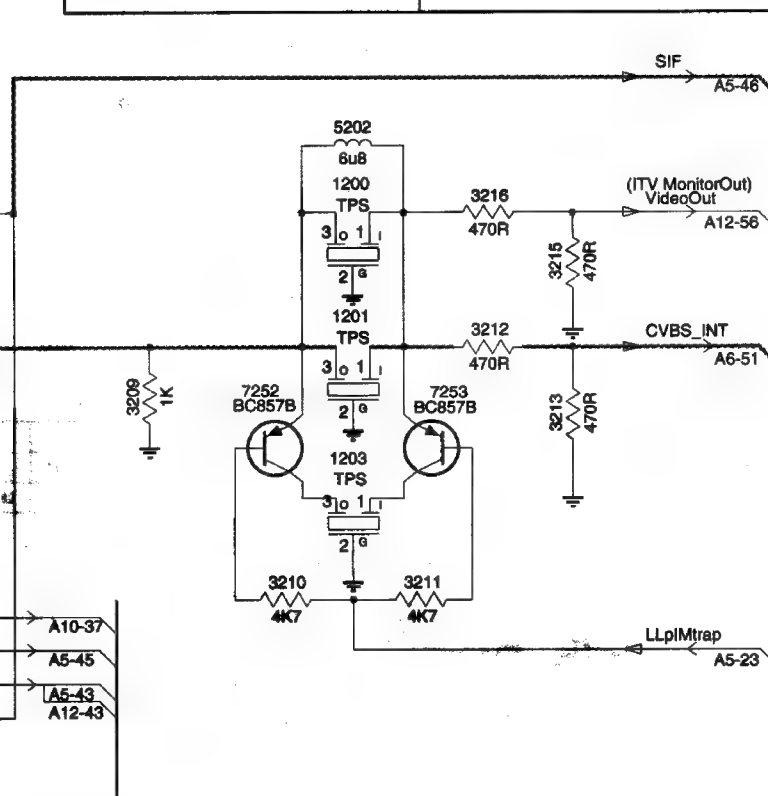 SIF
A5-46
5202
6u8
1200
TPS
3 O 1 I
2 G
3216
470R
(ITV MonitorOut)
VideoOut
A12-56
3215
470R
1201
TPS
3 O 1 I
2 G
3212
470R
CVBS_INT
A6-51
3209
1K
7252
BC857B
7253
BC857B
3213
470R
1203
TPS
3 O 1 I
2 G
3210
4K7
3211
4K7
A10-37
A5-45
A5-43
A12-43
LLpIMtrap
A5-23